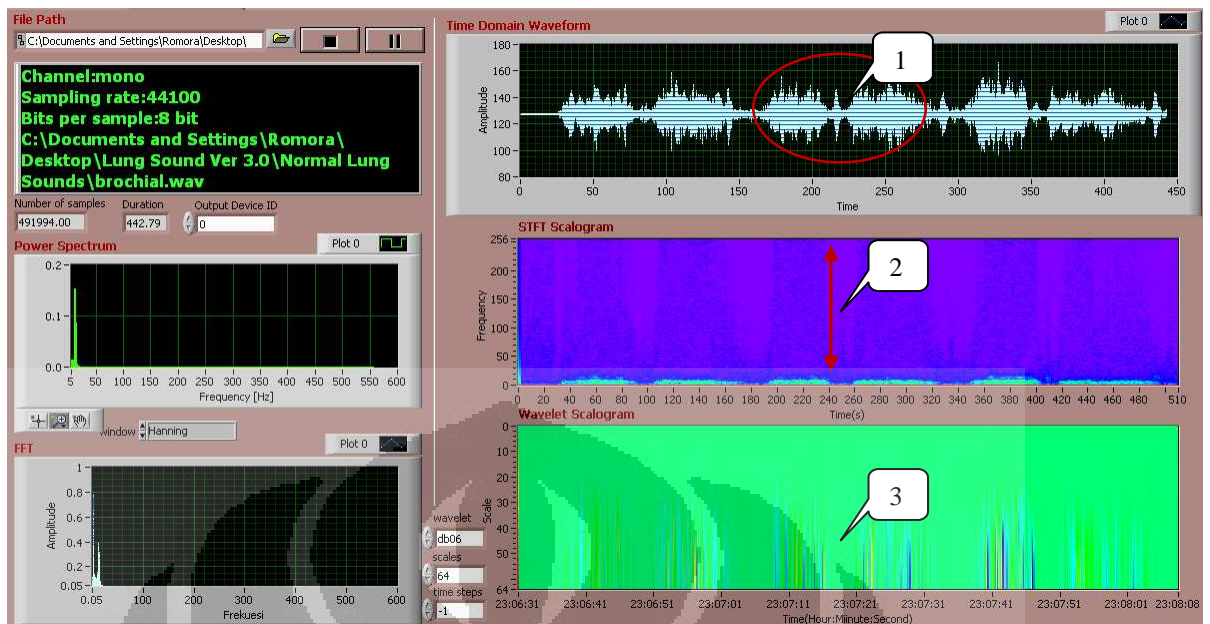 File Path
C:\Documents and Settings\Romora\Desktop\
Channel:mono
Sampling rate:44100
Bits per sample:8 bit
C:\Documents and Settings\Romora\
Desktop\Lung Sound Ver 3.0\Normal Lung
Sounds\brochial.wav
Number of samples
Duration
Output Device ID
491994.00
442.79
0
Power Spectrum
Plot 0
0.2
0.1
0.0
5 50 100 150 200 250 300 350 400 450 500 550 600
Frequency [Hz]
window
Hanning
FFT
Plot 0
Amplitude
1
0.8
0.6
0.4
0.2
0.05
0.05 100 200 300 400 500 600
Frekuesi
wavelet
db06
scales
64
time steps
-1
Time Domain Waveform
Plot 0
Amplitude
180
160
140
120
100
80
0 50 100 150 200 250 300 350 400 450
Time
1
STFT Scalogram
Frequency
256
200
150
100
50
0
0 20 40 60 80 100 120 140 160 180 200 220 240 260 280 300 320 340 360 380 400 420 440 460 480 510
Time(s)
2
Wavelet Scalogram
Scale
0
10
20
30
40
50
64
23:06:31 23:06:41 23:06:51 23:07:01 23:07:11 23:07:21 23:07:31 23:07:41 23:07:51 23:08:01 23:08:08
Time(Hour:Miinute:Second)
3